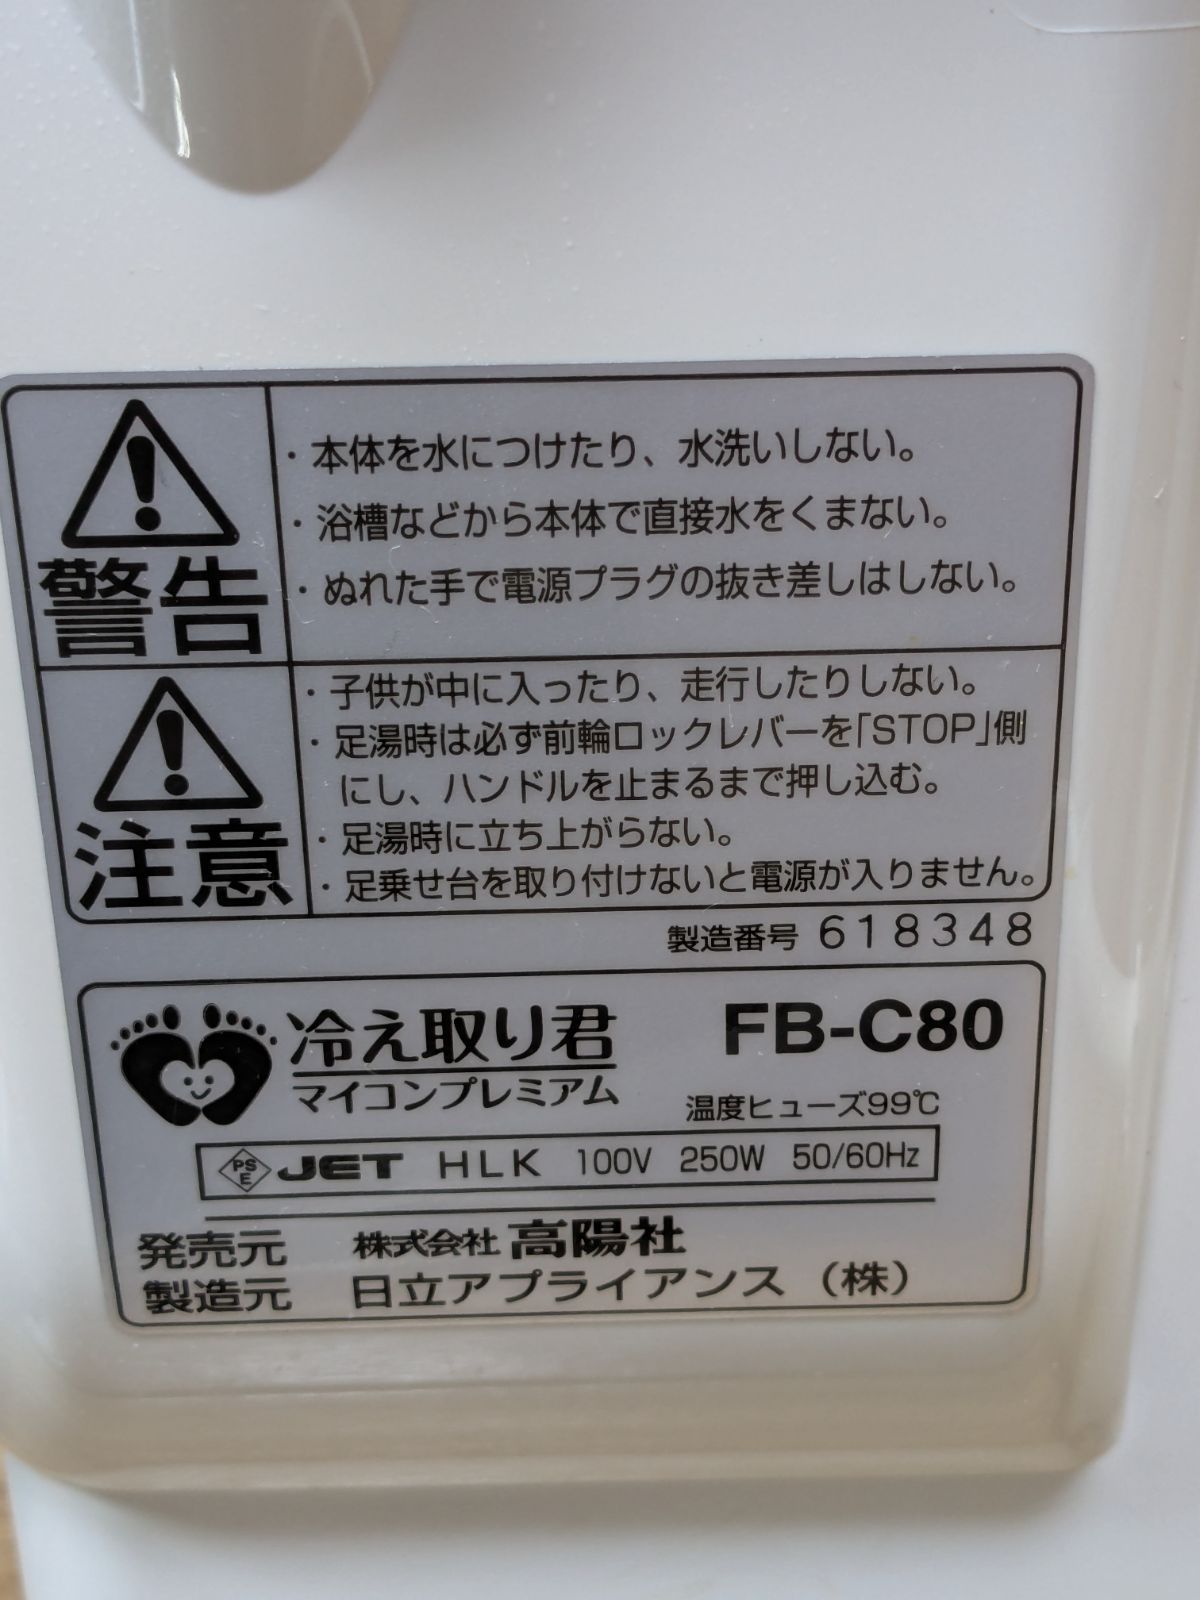 警告
・本体を水につけたり、水洗いしない。
・浴槽などから本体で直接水をくまない。
・ぬれた手で電源プラグの抜き差しはしない。
注意
・子供が中に入ったり、走行したりしない。
・足湯時は必ず前輪ロックレバーを「STOP」側
にし、ハンドルを止まるまで押し込む。
・足湯時に立ち上がらない。
・足乗せ台を取り付けないと電源が入りません。
製造番号 618348
冷え取り君 FB-C80
マイコンプレミアム
温度ヒューズ99℃
PSE JET HLK 100V 250W 50/60Hz
発売元 株式会社 高陽社
製造元 日立アプライアンス（株）